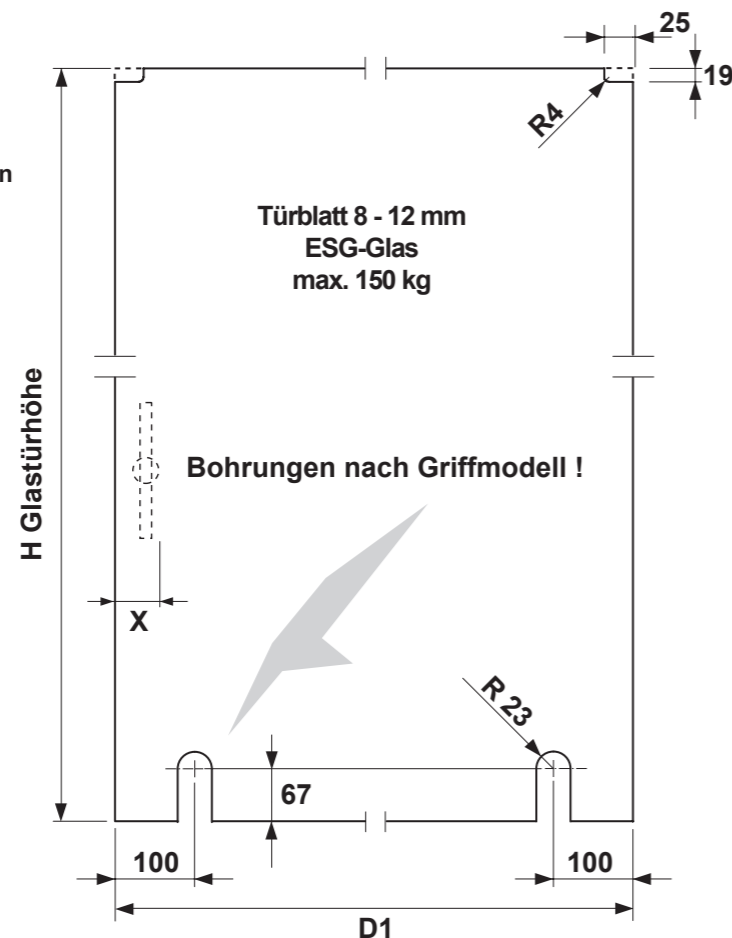 25
19
R4
n
Türblatt 8 - 12 mm
ESG-Glas
max. 150 kg
H Glastürhöhe
Bohrungen nach Griffmodell !
X
R 23
67
100
100
D1